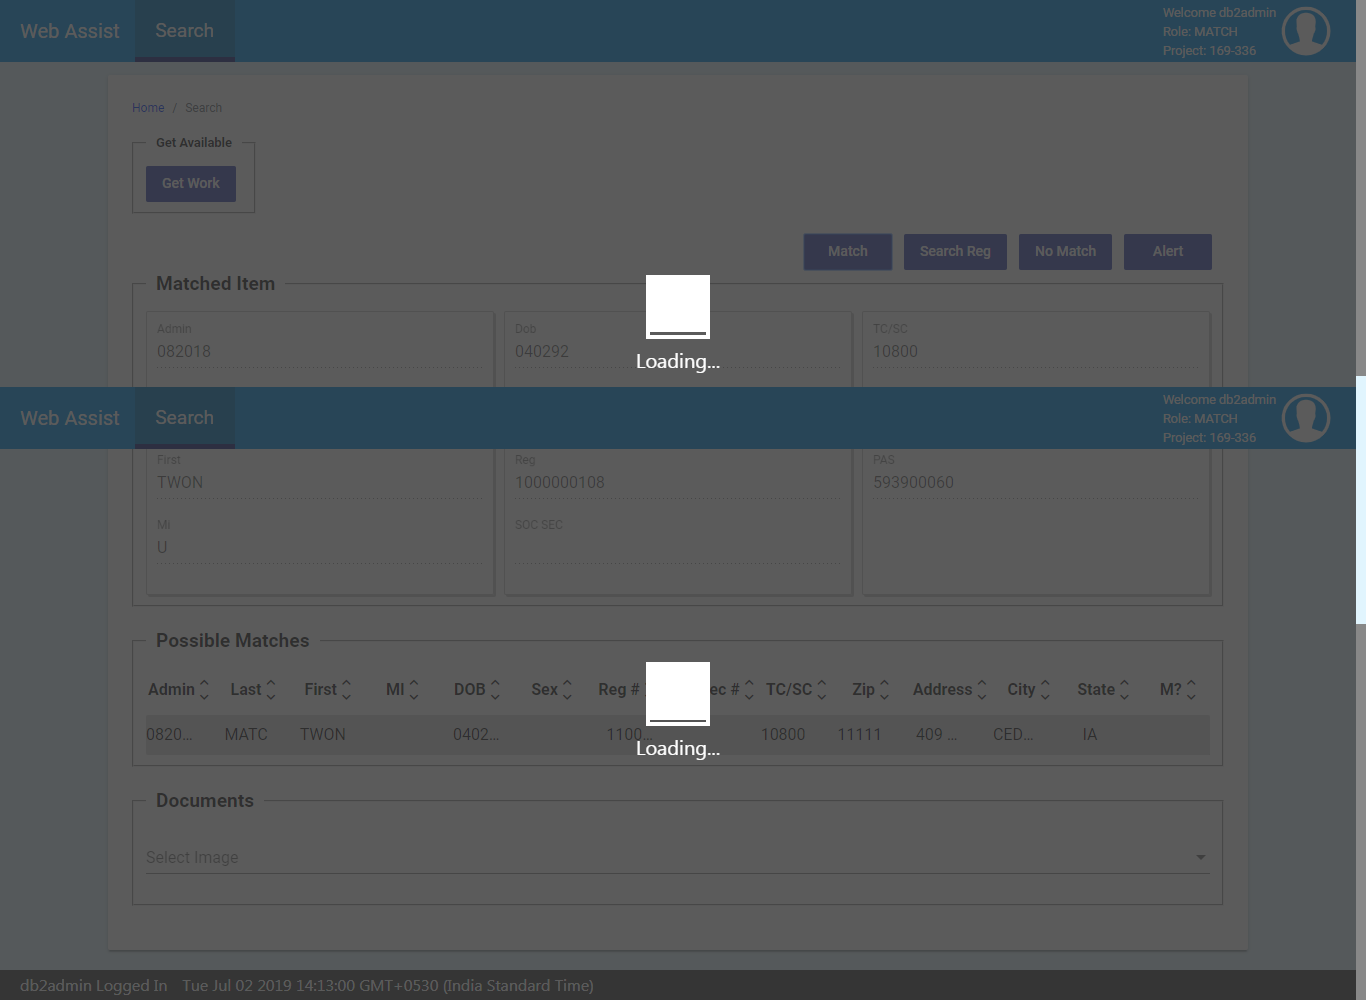 Web Assist Search Welcome db2admin
Role: MATCH
Project: 169-336
Home / Search
Get Available
Get Work
Match Search Reg No Match Alert
Matched Item
Admin Dob TC/SC
082018 040292 10800
Loading...
Web Assist Search Welcome db2admin
Role: MATCH
Project: 169-336
First Reg PAS
TWON 1000000108 593900060
MI SOC SEC
U
Possible Matches
Admin Last First MI DOB Sex Reg # ec # TC/SC Zip Address City State M?
0820... MATC TWON 0402... 1100... 10800 11111 409 ... CED... IA
Loading...
Documents
Select Image
db2admin Logged In Tue Jul 02 2019 14:13:00 GMT+0530 (India Standard Time)